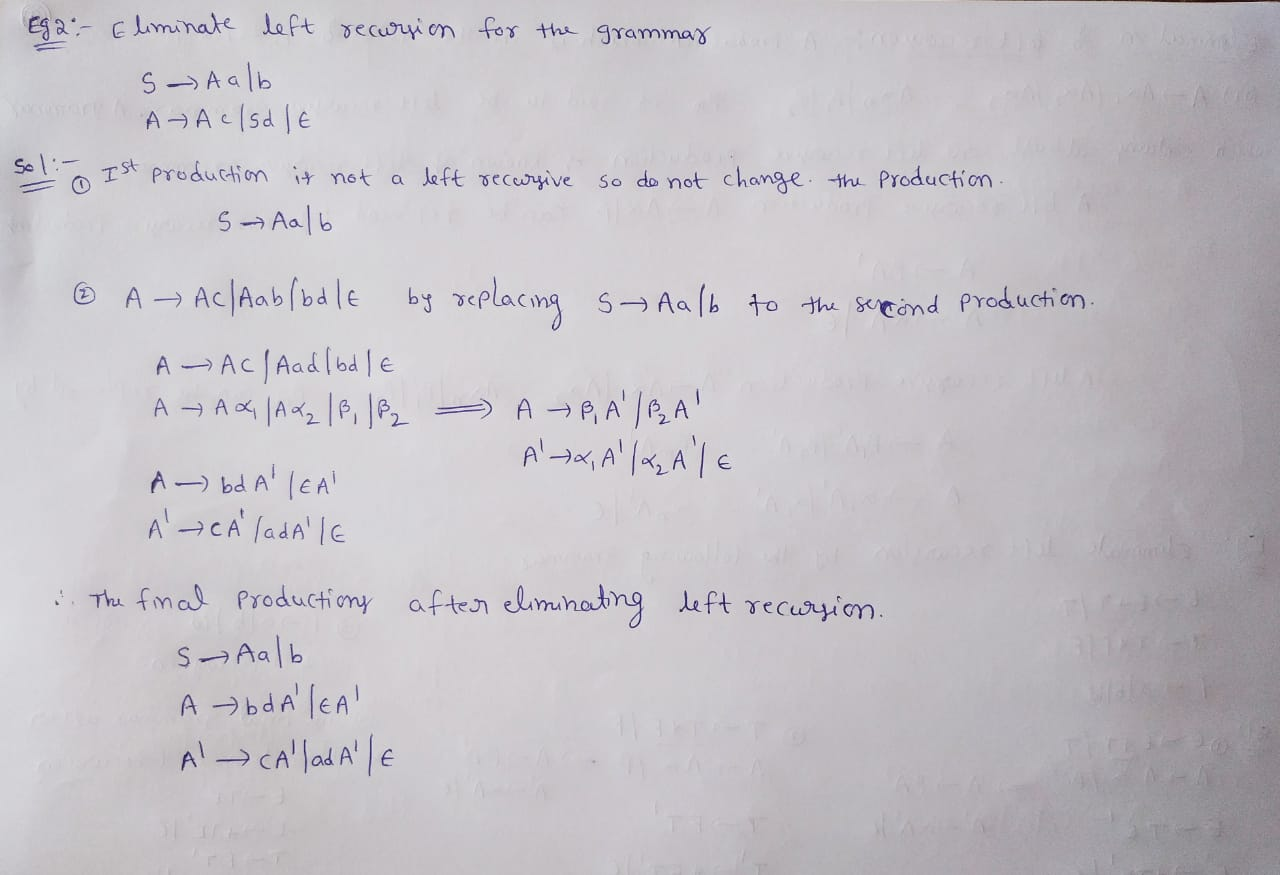 Eg2:- Eliminate left recursion for the grammar
S → Aa|b
A → Ac|Sd|ϵ
Sol:- ① Ist production is not a left recursive so do not change. the production.
S → Aa|b
② A → AC|Aab|bd|ϵ by replacing S → Aa|b to the second production.
A → AC|Aad|bd|ϵ
A → Aα₁|Aα₂|β₁|β₂ ⟹ A → β₁A'|β₂A'
A' → α₁A'|α₂A'|ϵ
A → bdA'|ϵA'
A' → cA'|adA'|ϵ
∴ The final productions after eliminating left recursion.
S → Aa|b
A → bdA'|ϵA'
A' → cA'|adA'|ϵ